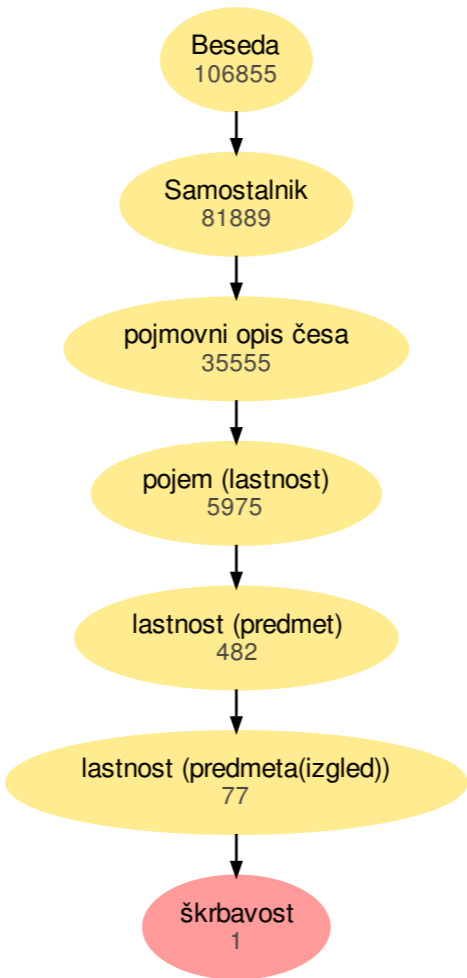 Beseda
106855
Samostalnik
81889
pojmovni opis česa
35555
pojem (lastnost)
5975
lastnost (predmet)
482
lastnost (predmeta(izgled))
77
škrbavost
1